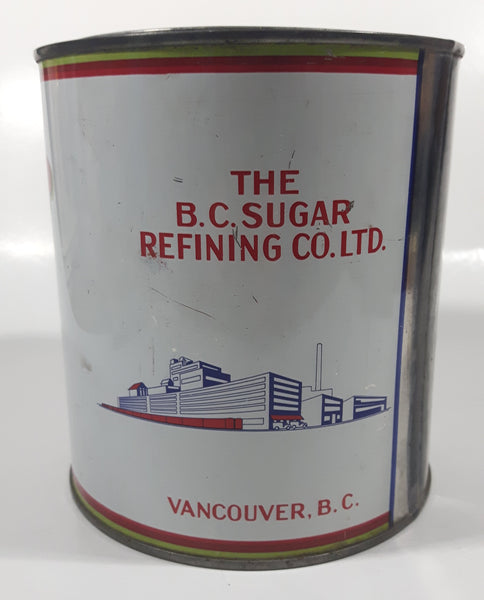 THE
B.C. SUGAR
REFINING CO. LTD.
VANCOUVER, B.C.